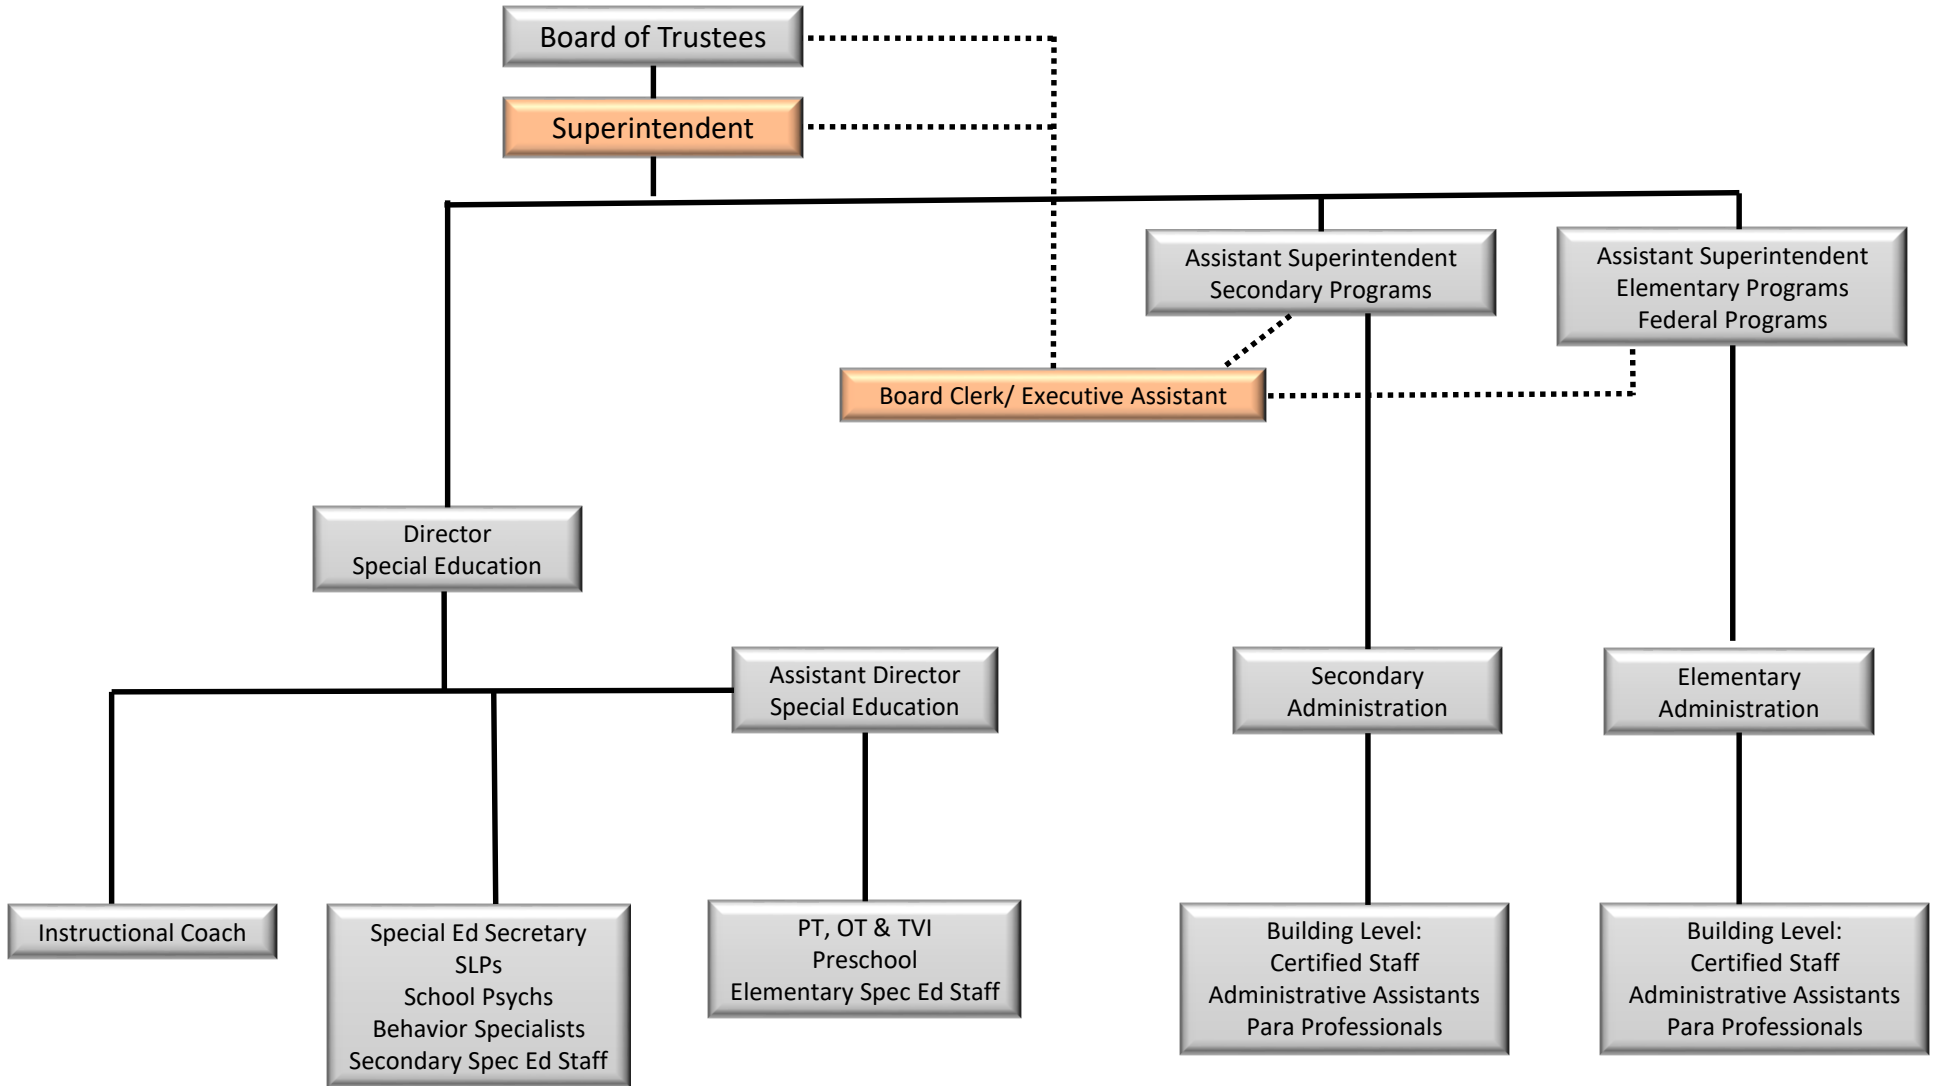 Board of Trustees
Superintendent
Assistant Superintendent
Secondary Programs
Assistant Superintendent
Elementary Programs
Federal Programs
Board Clerk/ Executive Assistant
Director
Special Education
Assistant Director
Special Education
Secondary
Administration
Elementary
Administration
Instructional Coach
Special Ed Secretary
SLPs
School Psychs
Behavior Specialists
Secondary Spec Ed Staff
PT, OT & TVI
Preschool
Elementary Spec Ed Staff
Building Level:
Certified Staff
Administrative Assistants
Para Professionals
Building Level:
Certified Staff
Administrative Assistants
Para Professionals